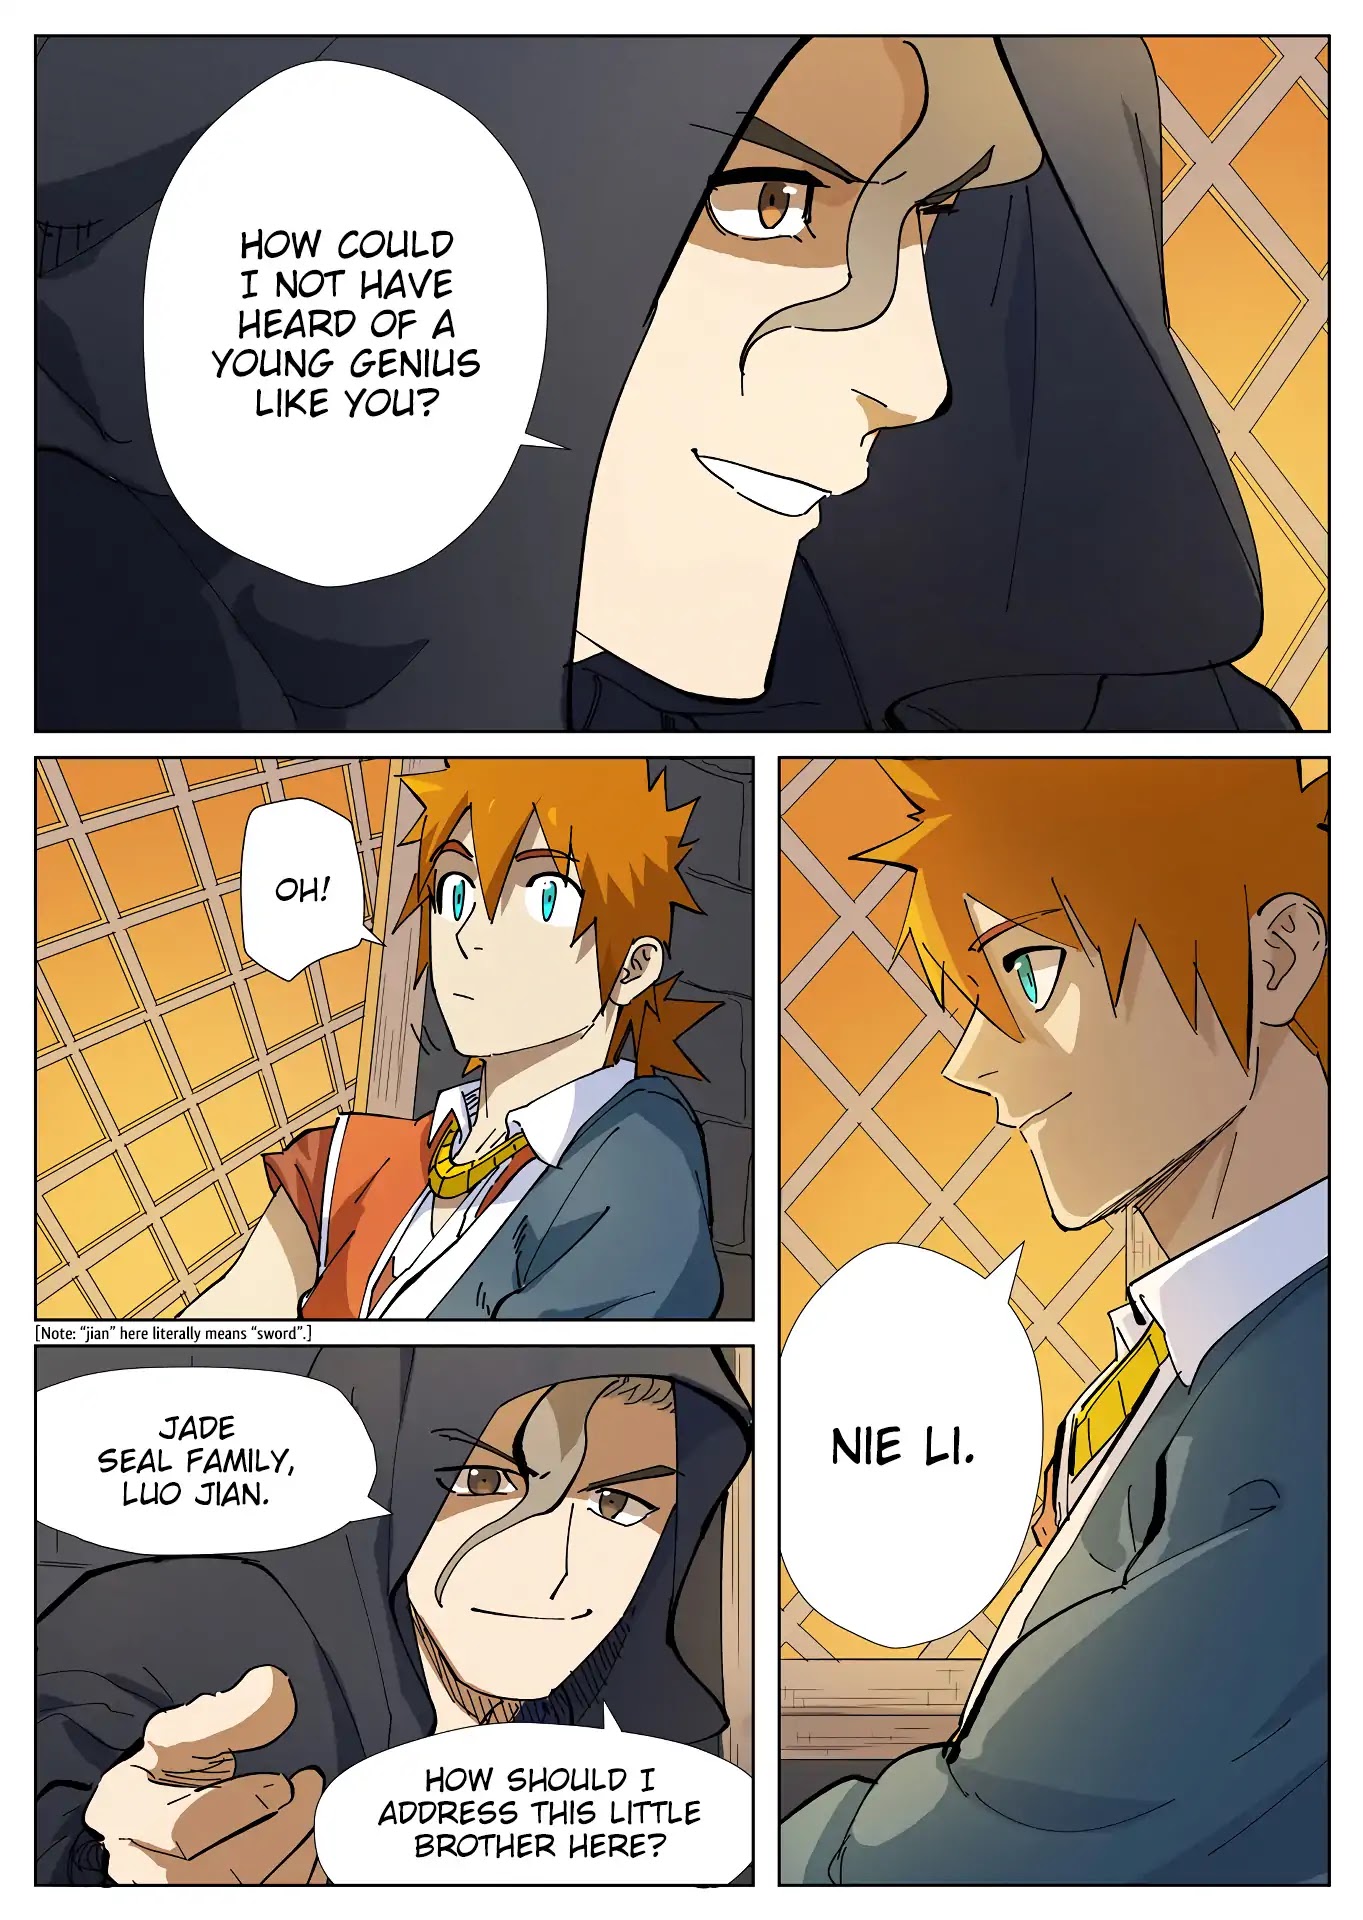 HOW COULD
I NOT HAVE
HEARD OF A
YOUNG GENIUS
LIKE YOU?
OH!
[Note: “jian” here literally means “sword”.]
JADE
SEAL FAMILY,
LUO JIAN.
HOW SHOULD I
ADDRESS THIS LITTLE
BROTHER HERE?
NIE LI.